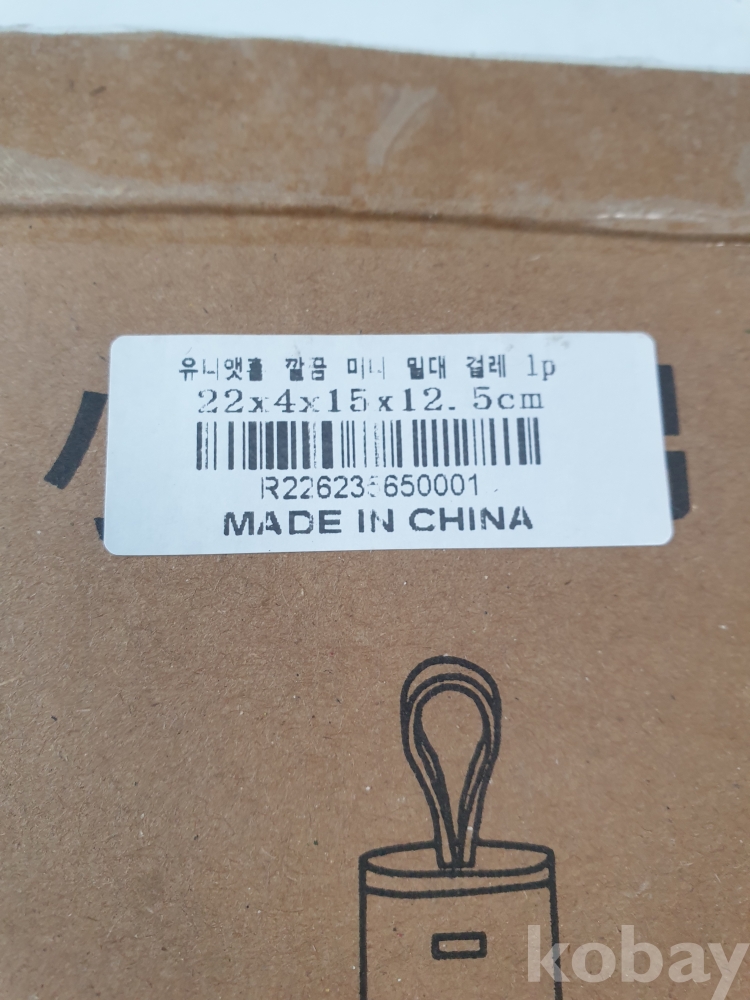 유니앳홈 깔끔 미니 밀대 걸레 1p
22x4x15x12.5cm
MADE IN CHINA
kobay